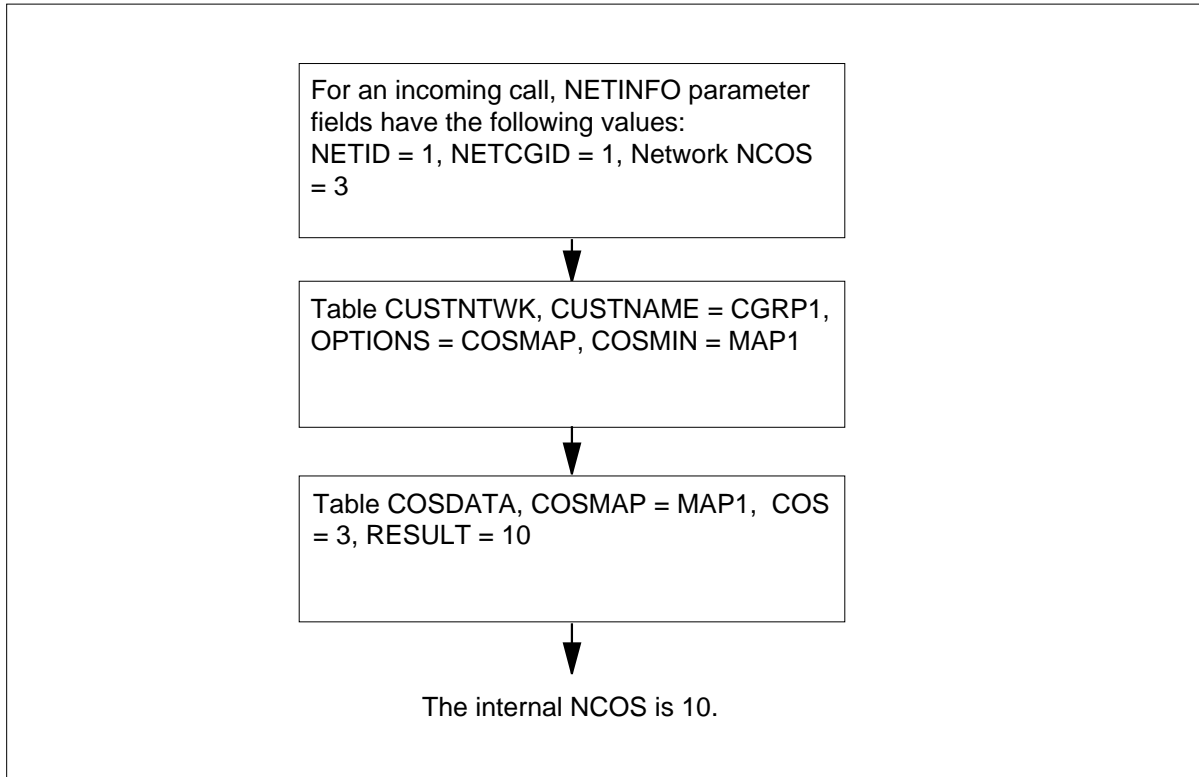 For an incoming call, NETINFO parameter
fields have the following values:
NETID = 1, NETCGID = 1, Network NCOS
= 3
Table CUSTNTWK, CUSTNAME = CGRP1,
OPTIONS = COSMAP, COSMIN = MAP1
Table COSDATA, COSMAP = MAP1,  COS
= 3, RESULT = 10
The internal NCOS is 10.